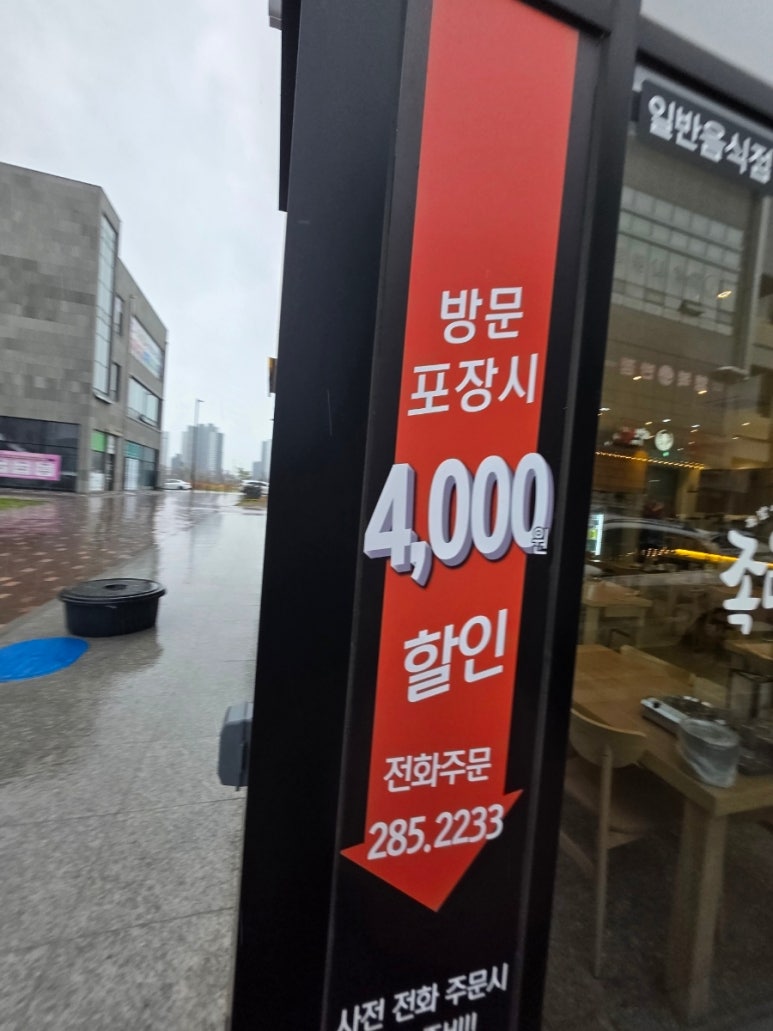 일반음식점
방문
포장시
4,000원
할인
전화주문
285.2233
사전 전화 주문시